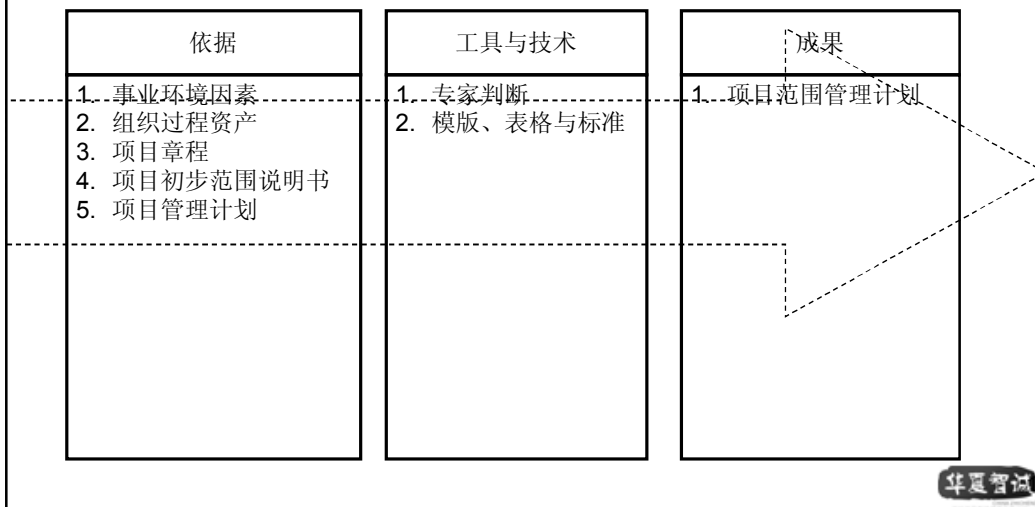 依据
1. 事业环境因素
2. 组织过程资产
3. 项目章程
4. 项目初步范围说明书
5. 项目管理计划
工具与技术
1. 专家判断
2. 模版、表格与标准
成果
1. 项目范围管理计划
华夏智诚